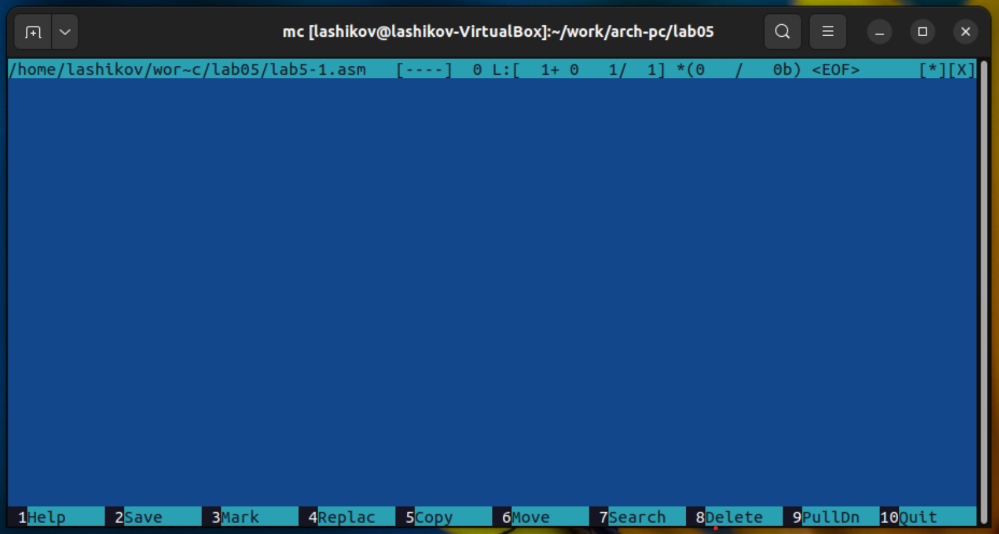 mc [lashikov@lashikov-VirtualBox]:~/work/arch-pc/lab05
/home/lashikov/wor~c/lab05/lab5-1.asm   [----]  0 L:[  1+ 0   1/  1] *(0   /   0b) <EOF>      [*][X]
1Help 2Save 3Mark 4Replac 5Copy 6Move 7Search 8Delete 9PullDn 10Quit